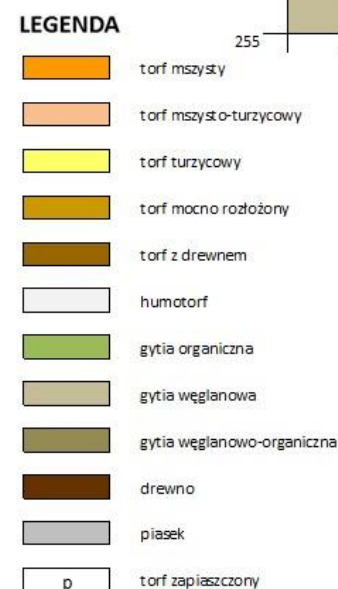 LEGENDA
255
torf mszysty
torf mszysto-turzycowy
torf turzycowy
torf mocno rozłożony
torf z drewnem
humotorf
gytia organiczna
gytia węglanowa
gytia węglanowo-organiczna
drewno
piasek
p torf zapiaszczony